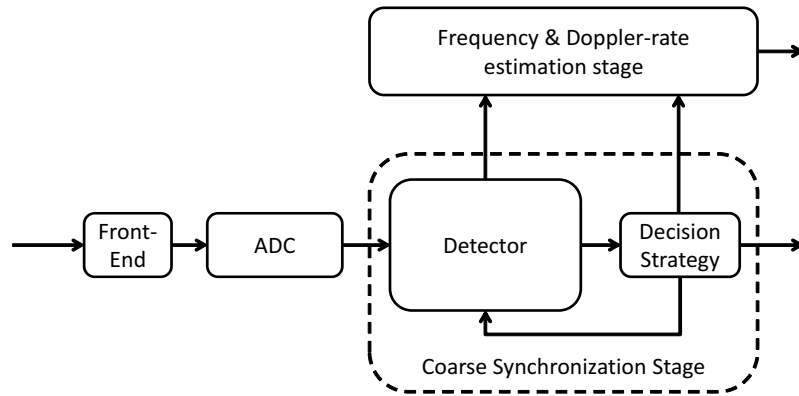 Frequency & Doppler-rate
estimation stage
Front-
End
ADC
Detector
Decision
Strategy
Coarse Synchronization Stage